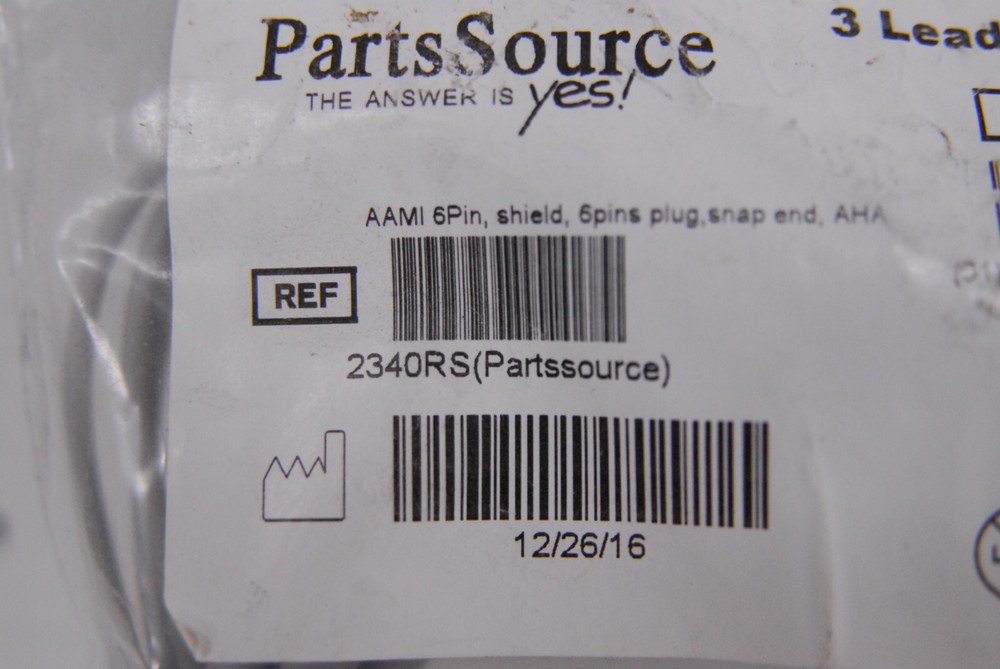 PartsSource
3 Lead
THE ANSWER IS yes!
AAMI 6Pin, shield, 6pins plug,snap end, AHA
REF
2340RS(Partssource)
12/26/16